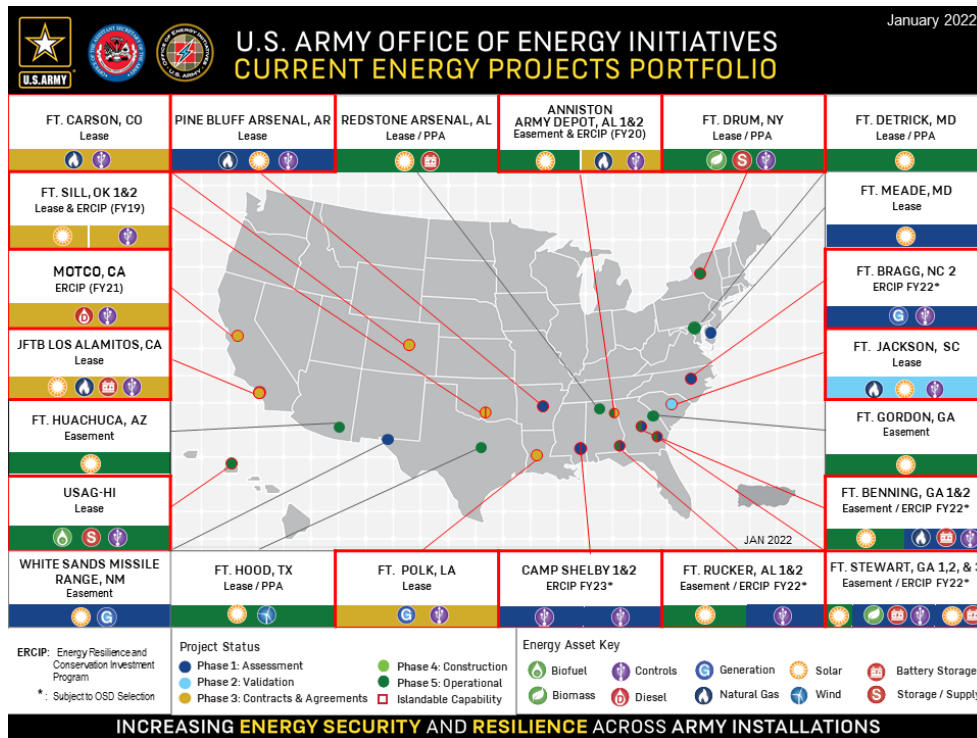 January 2022
U.S. ARMY OFFICE OF ENERGY INITIATIVES
CURRENT ENERGY PROJECTS PORTFOLIO
U.S.ARMY
FT. CARSON, CO
Lease
PINE BLUFF ARSENAL, AR
Lease
REDSTONE ARSENAL, AL
Lease / PPA
ANNISTON
ARMY DEPOT, AL 1&2
Easement & ERCIP (FY20)
FT. DRUM, NY
Lease / PPA
FT. DETRICK, MD
Lease / PPA
FT. SILL, OK 1&2
Lease & ERCIP (FY19)
FT. MEADE, MD
Lease
MOTCO, CA
ERCIP (FY21)
FT. BRAGG, NC 2
ERCIP FY22*
JFTB LOS ALAMITOS, CA
Lease
FT. JACKSON, SC
Lease
FT. HUACHUCA, AZ
Easement
FT. GORDON, GA
Easement
USAG-HI
Lease
FT. BENNING, GA 1&2
Easement / ERCIP FY22*
JAN 2022
WHITE SANDS MISSILE
RANGE, NM
Easement
FT. HOOD, TX
Lease / PPA
FT. POLK, LA
Lease
CAMP SHELBY 1&2
ERCIP FY23*
FT. RUCKER, AL 1&2
Easement / ERCIP FY22*
FT. STEWART, GA 1,2, & 3
Easement / ERCIP FY22*
ERCIP: Energy Resilience and
Conservation Investment
Program
* : Subject to OSD Selection
Project Status
Phase 1: Assessment
Phase 2: Validation
Phase 3: Contracts & Agreements
Phase 4: Construction
Phase 5: Operational
Islandable Capability
Energy Asset Key
Biofuel
Controls
G Generation
Solar
Battery Storage
Biomass
D Diesel
Natural Gas
Wind
S Storage / Supply
INCREASING ENERGY SECURITY AND RESILIENCE ACROSS ARMY INSTALLATIONS